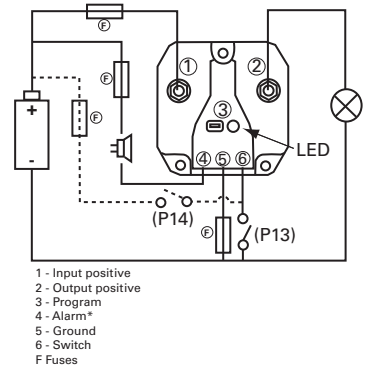 F
1
2
F
+
F
3
-
LED
4 5 6
(P14)
F
(P13)
1 - Input positive
2 - Output positive
3 - Program
4 - Alarm*
5 - Ground
6 - Switch
F Fuses